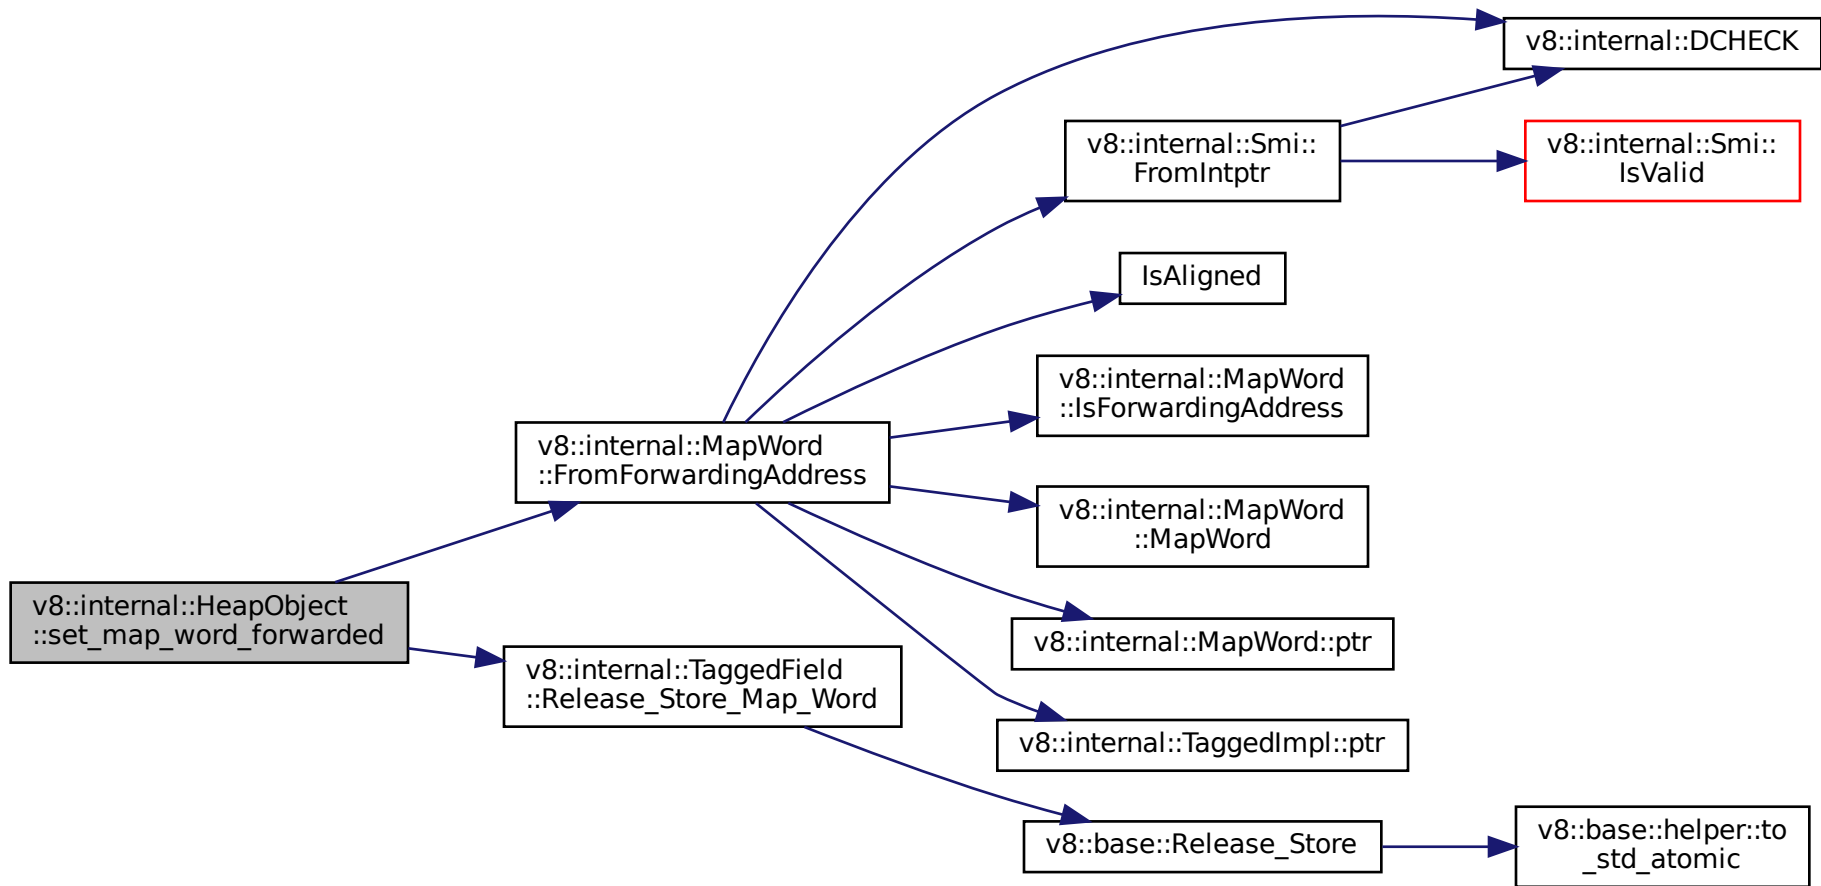 v8::internal::DCHECK
v8::internal::Smi::
FromIntptr
v8::internal::Smi::
IsValid
IsAligned
v8::internal::MapWord
::IsForwardingAddress
v8::internal::MapWord
::FromForwardingAddress
v8::internal::MapWord
::MapWord
v8::internal::HeapObject
::set_map_word_forwarded
v8::internal::MapWord::ptr
v8::internal::TaggedField
::Release_Store_Map_Word
v8::internal::TaggedImpl::ptr
v8::base::Release_Store
v8::base::helper::to
_std_atomic